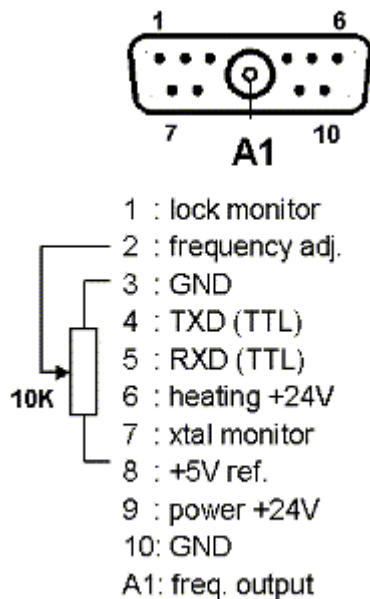 1 6
7 10
A1
1 : lock monitor
2 : frequency adj.
3 : GND
4 : TXD (TTL)
5 : RXD (TTL)
10K 6 : heating +24V
7 : xtal monitor
8 : +5V ref.
9 : power +24V
10: GND
A1: freq. output